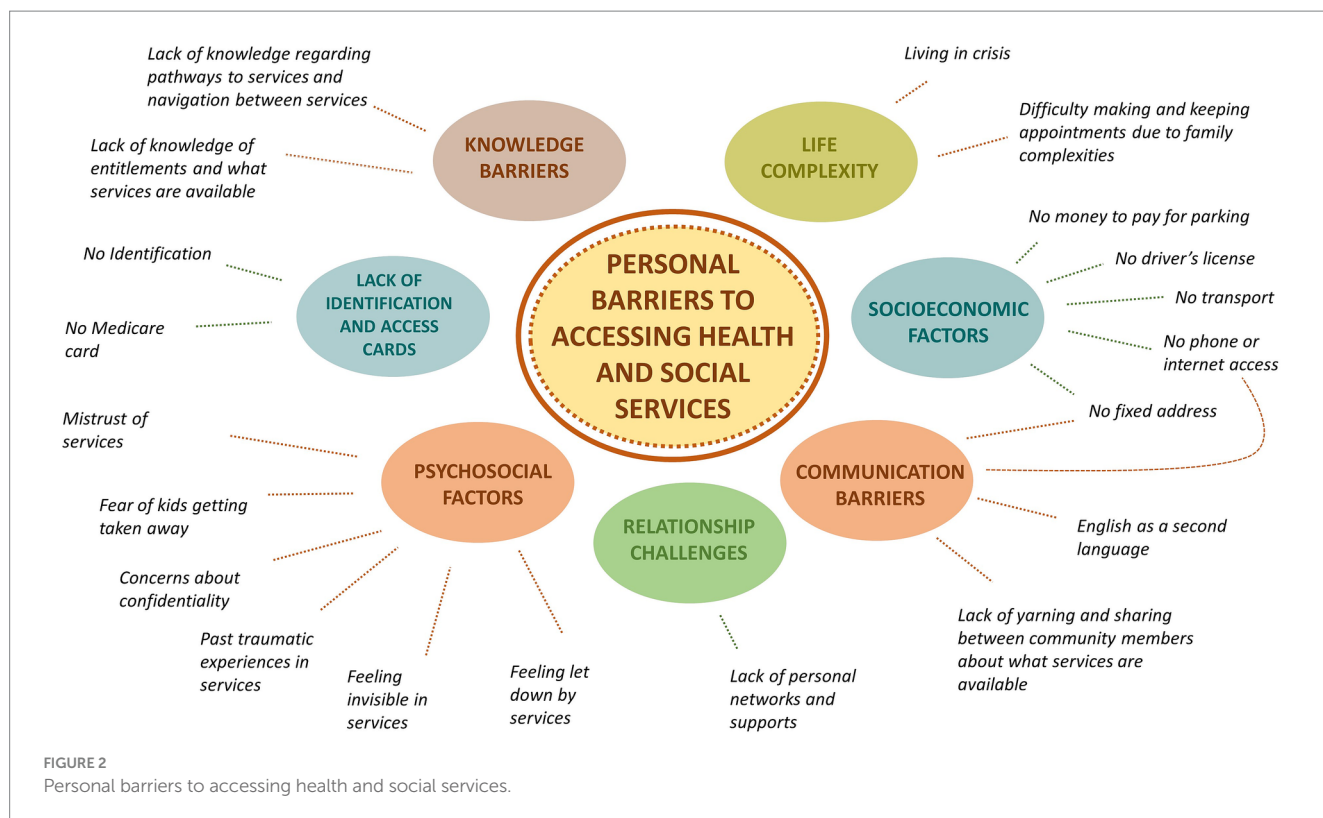 Lack of knowledge regarding
pathways to services and
navigation between services
Lack of knowledge of
entitlements and what
services are available
KNOWLEDGE
BARRIERS
Living in crisis
Difficulty making and keeping
appointments due to family
complexities
LIFE
COMPLEXITY
PERSONAL
BARRIERS TO
ACCESSING HEALTH
AND SOCIAL
SERVICES
No Identification
No Medicare
card
LACK OF
IDENTIFICATION
AND ACCESS
CARDS
No money to pay for parking
No driver's license
No transport
No phone or
internet access
No fixed address
SOCIOECONOMIC
FACTORS
Mistrust of
services
Fear of kids getting
taken away
Concerns about
confidentiality
Past traumatic
experiences in
services
Feeling
invisible in
services
Feeling let
down by
services
PSYCHOSOCIAL
FACTORS
RELATIONSHIP
CHALLENGES
Lack of personal
networks and
supports
COMMUNICATION
BARRIERS
English as a second
language
Lack of yarning and sharing
between community members
about what services are
available
FIGURE 2
Personal barriers to accessing health and social services.